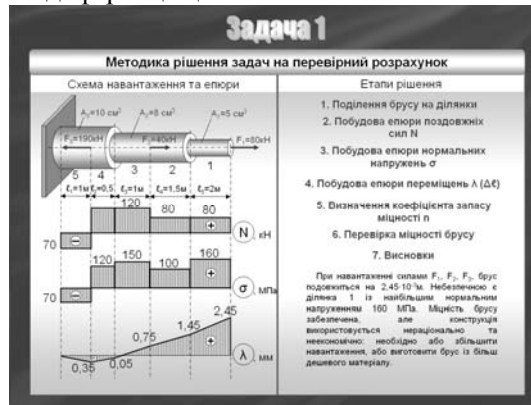 Задача 1
Методика рішення задач на перевірний розрахунок
Схема навантаження та епюри
A₃=10 см² A₂=8 см² A₁=5 см²
F₃=190кН F₂=40кН F₁=80кН
5 4 3 2 1
ℓ₅=1м ℓ₄=0,5 ℓ₃=1м ℓ₂=1,5м ℓ₁=2м
120 80 80
N, кН
70
120 150 100 160
σ, МПа
70
2,45
1,45
0,75
0,35 0,05
λ, мм
Етапи рішення
1. Поділення брусу на ділянки
2. Побудова епюри поздовжніх
сил N
3. Побудова епюри нормальних
напружень σ
4. Побудова епюри переміщень λ (Δℓ)
5. Визначення коефіцієнта запасу
міцності n
6. Перевірка міцності брусу
7. Висновки
При навантаженні силами F₁, F₂, F₃, брус
подовжиться на 2,45·10⁻³м. Небезпечною є
ділянка 1 із найбільшим нормальним
напруженням 160 МПа. Міцність брусу
забезпечена, але конструкція
використовується нераціонально та
неекономічно: необхідно або збільшити
навантаження, або виготовити брус із більш
дешевого матеріалу.